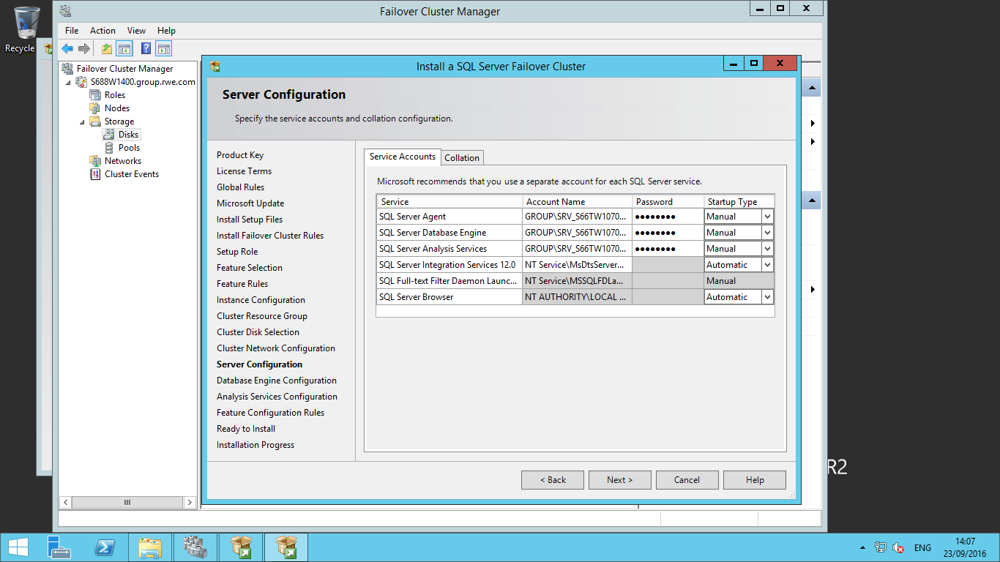 Failover Cluster Manager
Recycle
File Action View Help
Failover Cluster Manager
S688W1400.group.rwe.com
Roles
Nodes
Storage
Disks
Pools
Networks
Cluster Events
Install a SQL Server Failover Cluster
Server Configuration
Specify the service accounts and collation configuration.
Product Key
License Terms
Global Rules
Microsoft Update
Install Setup Files
Install Failover Cluster Rules
Setup Role
Feature Selection
Feature Rules
Instance Configuration
Cluster Resource Group
Cluster Disk Selection
Cluster Network Configuration
Server Configuration
Database Engine Configuration
Analysis Services Configuration
Feature Configuration Rules
Ready to Install
Installation Progress
Service Accounts Collation
Microsoft recommends that you use a separate account for each SQL Server service.
Service Account Name Password Startup Type
SQL Server Agent GROUP\SRV_S66TW1070... ●●●●●●●● Manual
SQL Server Database Engine GROUP\SRV_S66TW1070... ●●●●●●●● Manual
SQL Server Analysis Services GROUP\SRV_S66TW1070... ●●●●●●●● Manual
SQL Server Integration Services 12.0 NT Service\MsDtsServer... Automatic
SQL Full-text Filter Daemon Launc... NT Service\MSSQLFDLa... Manual
SQL Server Browser NT AUTHORITY\LOCAL ... Automatic
< Back Next > Cancel Help
R2
ENG
14:07
23/09/2016